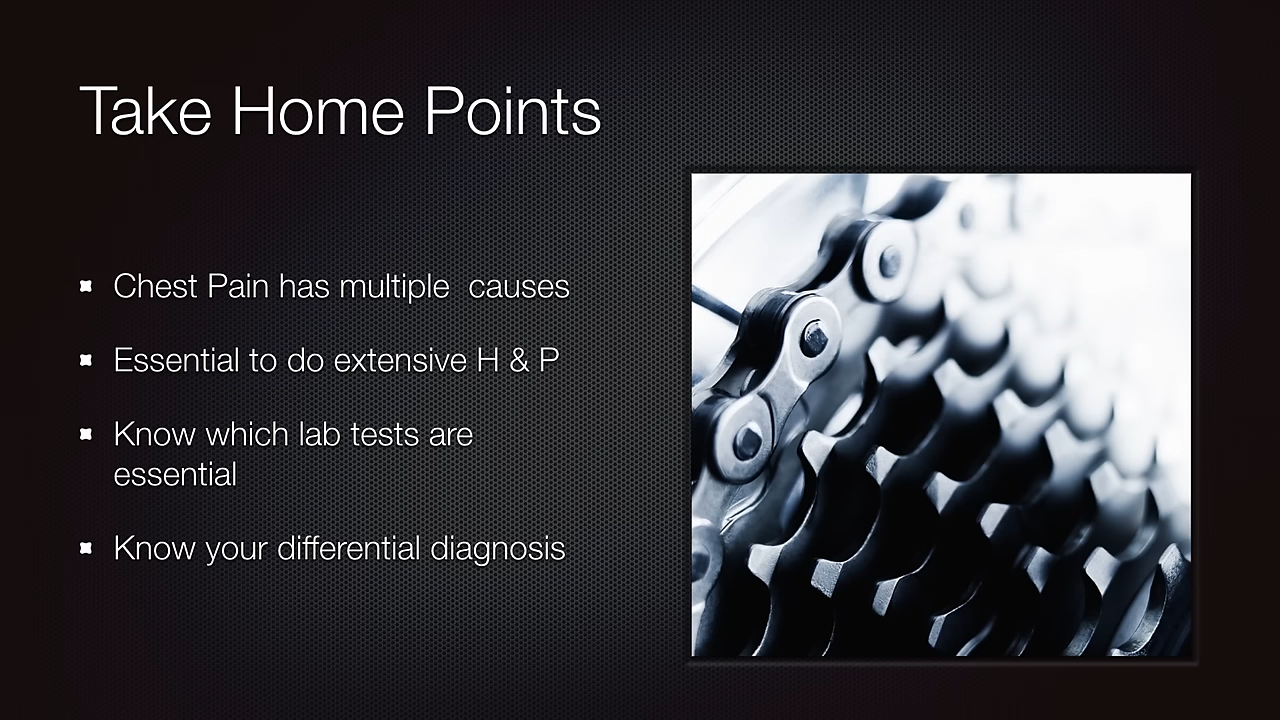 Take Home Points
Chest Pain has multiple  causes
Essential to do extensive H & P
Know which lab tests are
essential
Know your differential diagnosis